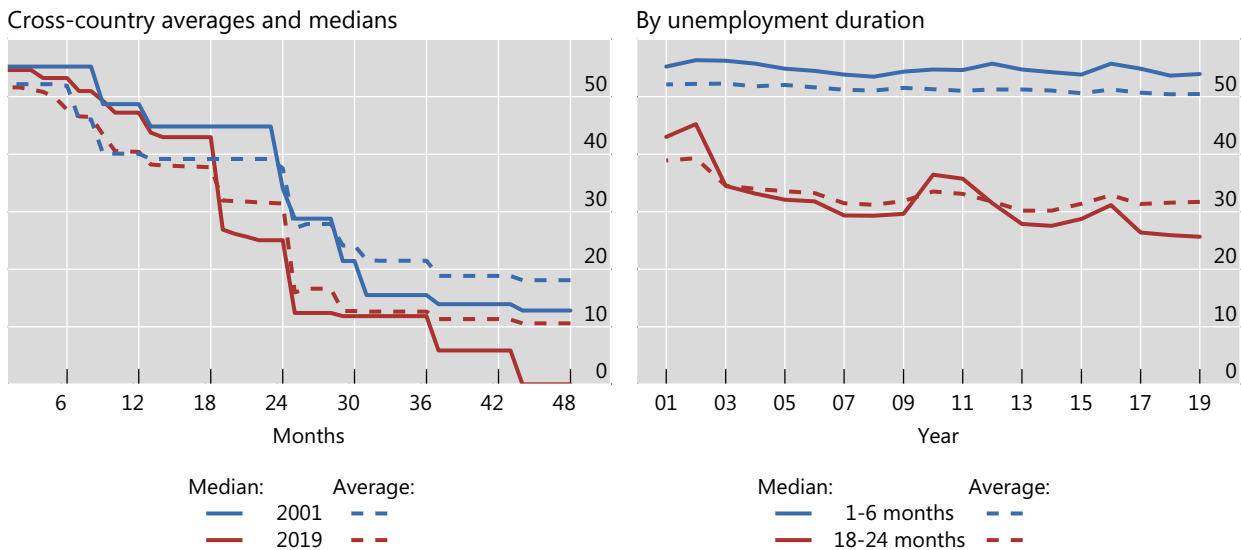 Cross-country averages and medians
50
40
30
20
10
0
6 12 18 24 30 36 42 48
Months
Median: Average:
2001
2019
By unemployment duration
50
40
30
20
10
0
01 03 05 07 09 11 13 15 17 19
Year
Median: Average:
1-6 months
18-24 months